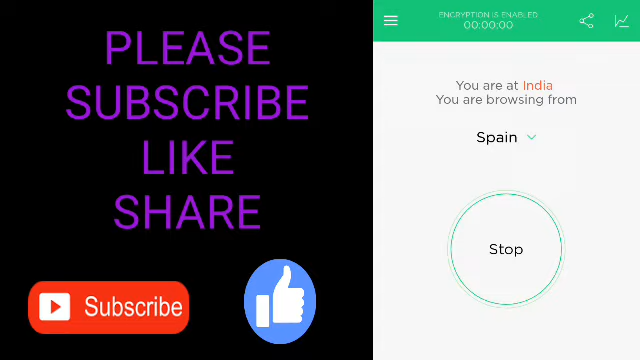 PLEASE
SUBSCRIBE
LIKE
SHARE
Subscribe
ENCRYPTION IS ENABLED
00:00:00
You are at India
You are browsing from
Spain
Stop